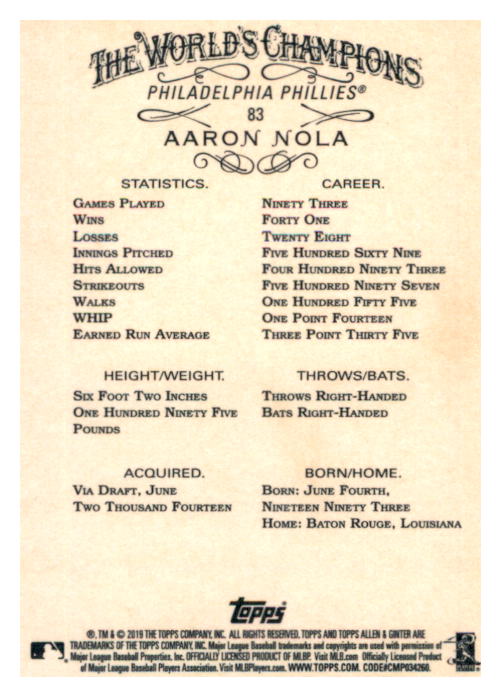 THE WORLD'S CHAMPIONS
PHILADELPHIA PHILLIES®
83
AARON NOLA
STATISTICS. CAREER.
GAMES PLAYED NINETY THREE
WINS FORTY ONE
LOSSES TWENTY EIGHT
INNINGS PITCHED FIVE HUNDRED SIXTY NINE
HITS ALLOWED FOUR HUNDRED NINETY THREE
STRIKEOUTS FIVE HUNDRED NINETY SEVEN
WALKS ONE HUNDRED FIFTY FIVE
WHIP ONE POINT FOURTEEN
EARNED RUN AVERAGE THREE POINT THIRTY FIVE
HEIGHT/WEIGHT. THROWS/BATS.
SIX FOOT TWO INCHES THROWS RIGHT-HANDED
ONE HUNDRED NINETY FIVE BATS RIGHT-HANDED
POUNDS
ACQUIRED. BORN/HOME.
VIA DRAFT, JUNE BORN: JUNE FOURTH,
TWO THOUSAND FOURTEEN NINETEEN NINETY THREE
HOME: BATON ROUGE, LOUISIANA
topps
®, TM & © 2019 THE TOPPS COMPANY, INC. ALL RIGHTS RESERVED. TOPPS AND TOPPS ALLEN & GINTER ARE
TRADEMARKS OF THE TOPPS COMPANY, INC. Major League Baseball trademarks and copyrights are used with permission of
Major League Baseball Properties, Inc. OFFICIALLY LICENSED PRODUCT OF MLBP. Visit MLB.com Officially Licensed Product
of Major League Baseball Players Association. Visit MLBPlayers.com. WWW.TOPPS.COM. CODE#CMP034260.